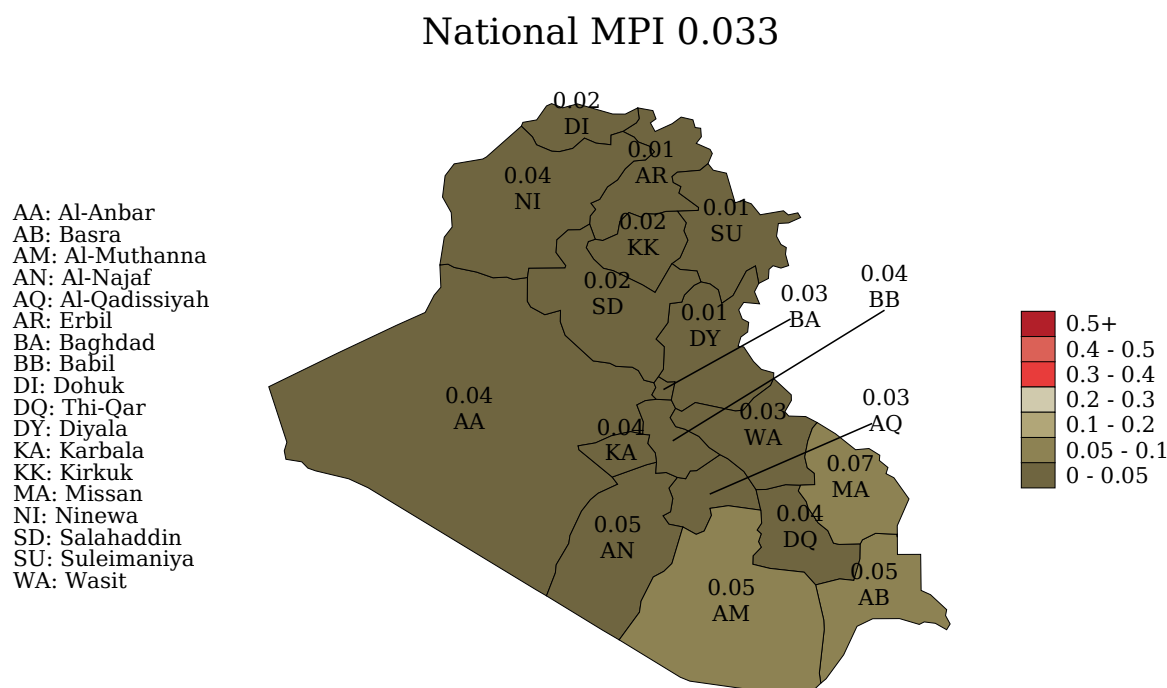 National MPI 0.033
0.02
DI
0.01
AR
0.04
NI
0.01
SU
0.02
KK
0.02
SD
0.01
DY
0.03
BA
0.04
BB
0.04
AA
0.04
KA
0.03
WA
0.03
AQ
0.07
MA
0.05
AN
0.04
DQ
0.05
AM
0.05
AB
AA: Al-Anbar
AB: Basra
AM: Al-Muthanna
AN: Al-Najaf
AQ: Al-Qadissiyah
AR: Erbil
BA: Baghdad
BB: Babil
DI: Dohuk
DQ: Thi-Qar
DY: Diyala
KA: Karbala
KK: Kirkuk
MA: Missan
NI: Ninewa
SD: Salahaddin
SU: Suleimaniya
WA: Wasit
0.5+
0.4 - 0.5
0.3 - 0.4
0.2 - 0.3
0.1 - 0.2
0.05 - 0.1
0 - 0.05